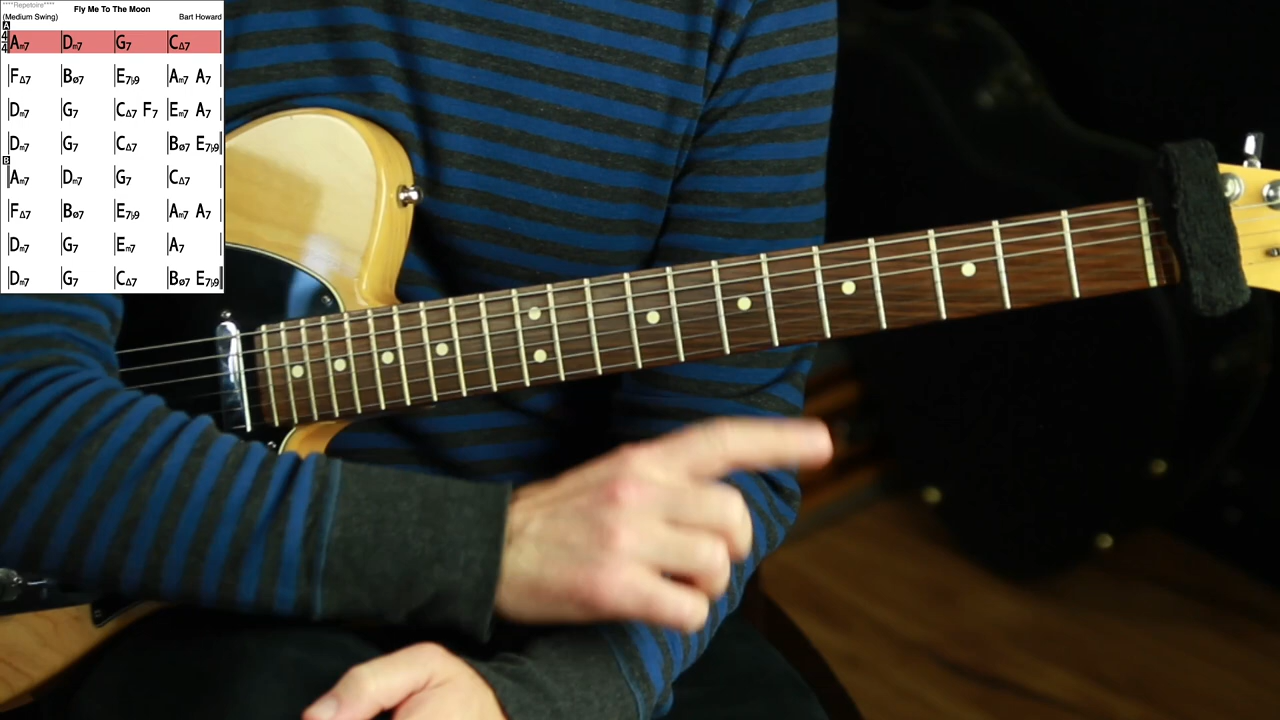 ****Repetoire****
Fly Me To The Moon
(Medium Swing) Bart Howard
A
4/4 Am7 Dm7 G7 CΔ7
FΔ7 Bø7 E7♭9 Am7 A7
Dm7 G7 CΔ7 F7 Em7 A7
Dm7 G7 CΔ7 Bø7 E7♭9
B
Am7 Dm7 G7 CΔ7
FΔ7 Bø7 E7♭9 Am7 A7
Dm7 G7 Em7 A7
Dm7 G7 CΔ7 Bø7 E7♭9